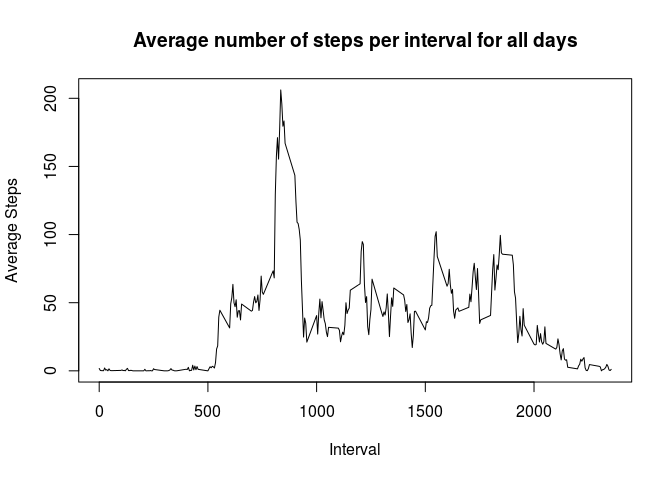 Average number of steps per interval for all days
Average Steps
200
150
100
50
0
0 500 1000 1500 2000
Interval